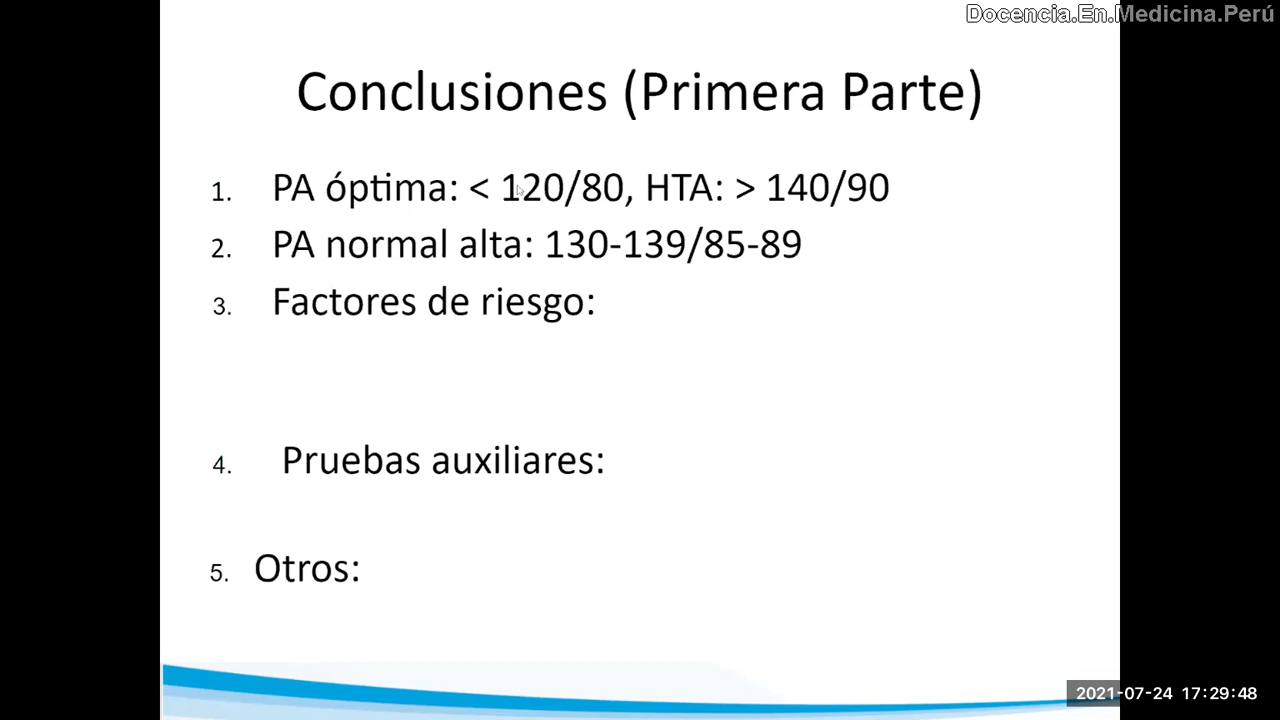 Docencia.En.Medicina.Perú
Conclusiones (Primera Parte)
1. PA óptima: < 120/80, HTA: > 140/90
2. PA normal alta: 130-139/85-89
3. Factores de riesgo:
4. Pruebas auxiliares:
5. Otros:
2021-07-24 17:29:48